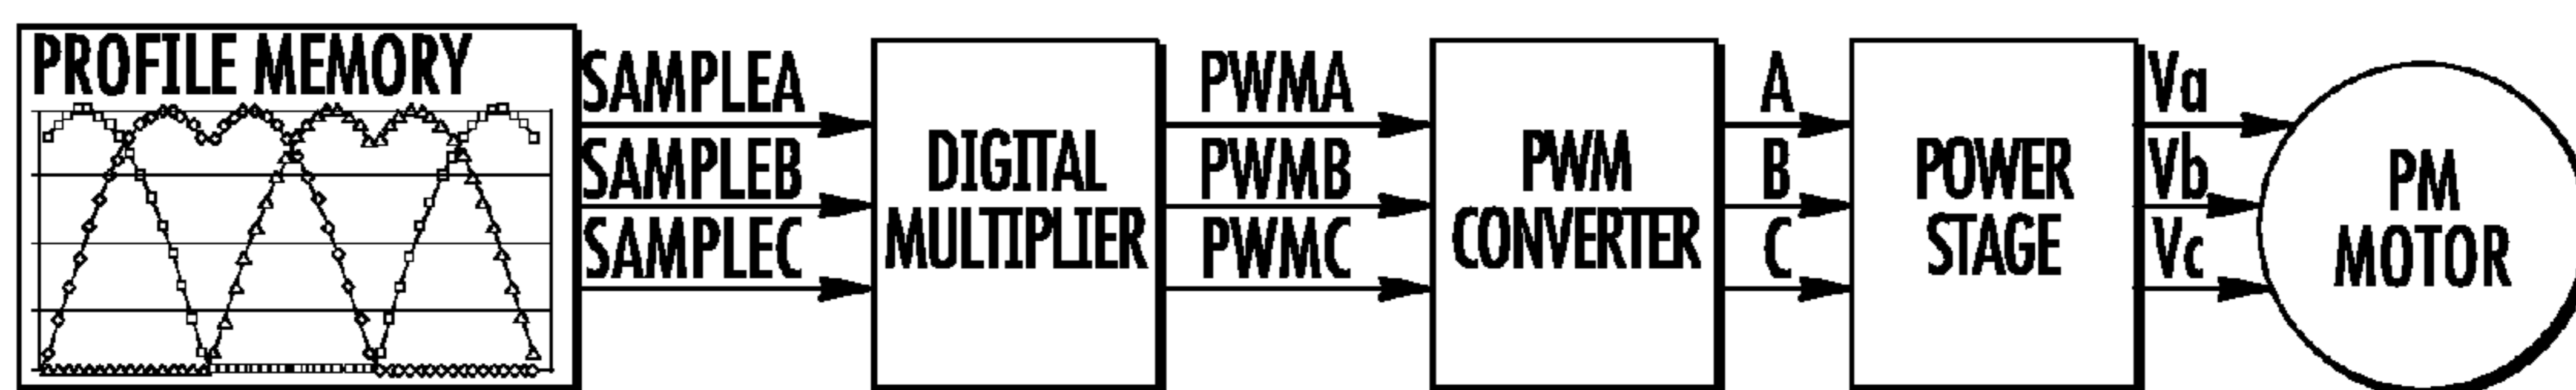 PROFILE MEMORY
SAMPLEA
SAMPLEB
SAMPLEC
DIGITAL
MULTIPLIER
PWMA
PWMB
PWMC
PWM
CONVERTER
A
B
C
POWER
STAGE
Va
Vb
Vc
PM
MOTOR